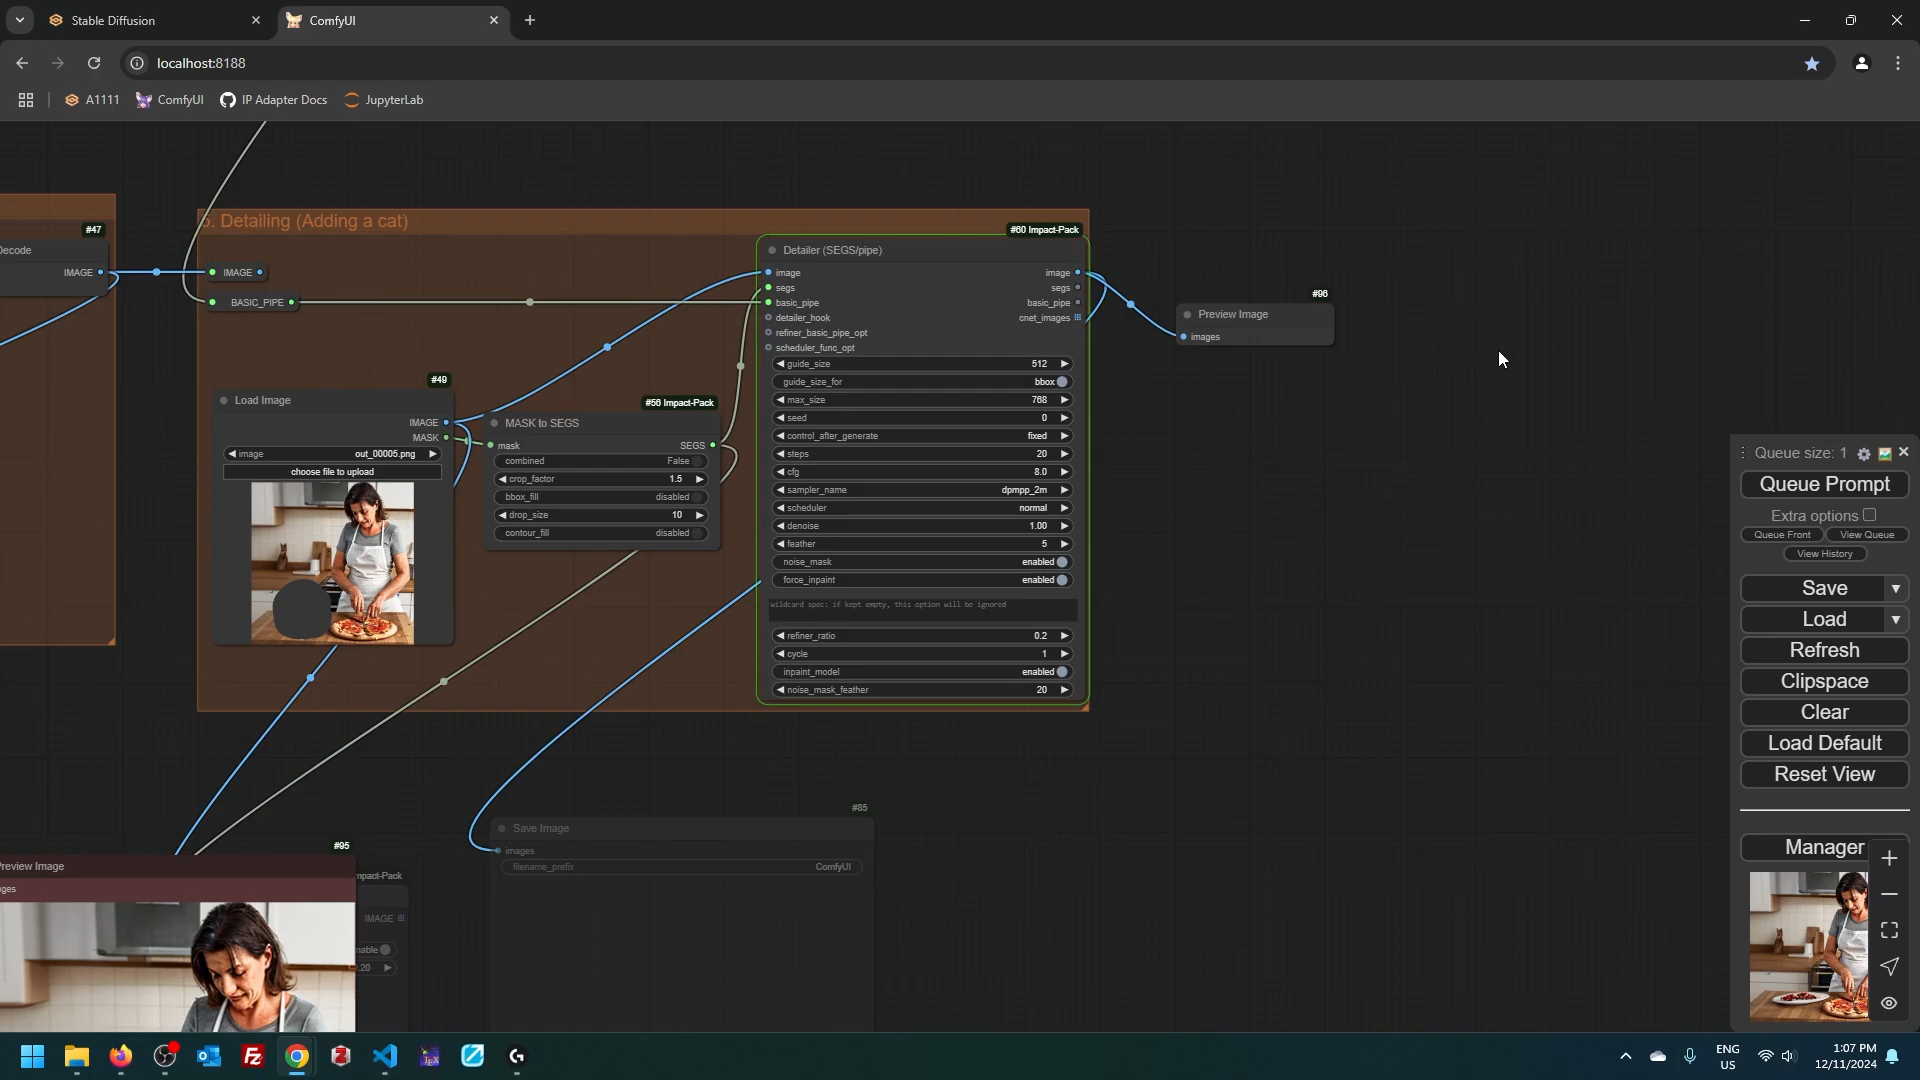 Stable Diffusion
ComfyUI
localhost:8188
A1111
ComfyUI
IP Adapter Docs
JupyterLab
#47
Decode
IMAGE
Detailing (Adding a cat)
IMAGE
BASIC_PIPE
#60 Impact-Pack
Detailer (SEGS/pipe)
image
image
segs
segs
basic_pipe
basic_pipe
detailer_hook
cnet_images
refiner_basic_pipe_opt
scheduler_func_opt
guide_size 512
guide_size_for bbox
max_size 768
seed 0
control_after_generate fixed
steps 20
cfg 8.0
sampler_name dpmpp_2m
scheduler normal
denoise 1.00
feather 5
noise_mask enabled
force_inpaint enabled
wildcard spec: if kept empty, this option will be ignored
refiner_ratio 0.2
cycle 1
inpaint_model enabled
noise_mask_feather 20
#96
Preview Image
images
#49
Load Image
IMAGE
MASK
image out_00005.png
choose file to upload
#56 Impact-Pack
MASK to SEGS
mask
SEGS
combined False
crop_factor 1.5
bbox_fill disabled
drop_size 10
contour_fill disabled
#85
Save Image
images
filename_prefix ComfyUI
#95
Preview Image
ages
mpact-Pack
IMAGE
nable
.20
Queue size: 1
Queue Prompt
Extra options
Queue Front
View Queue
View History
Save
Load
Refresh
Clipspace
Clear
Load Default
Reset View
Manager
ENG
US
1:07 PM
12/11/2024